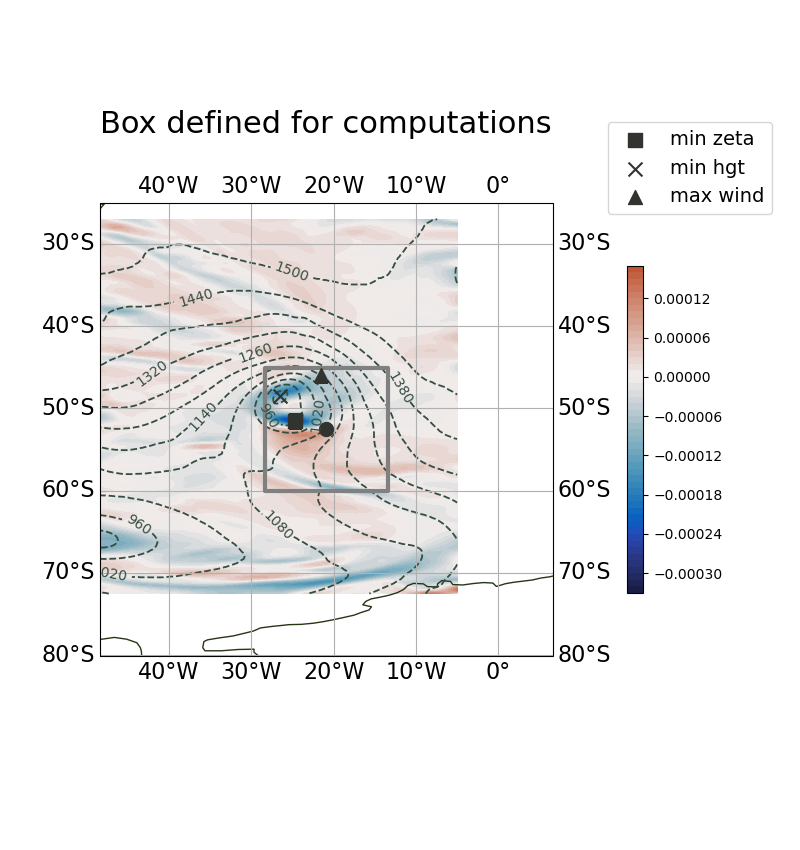 Box defined for computations
min zeta
min hgt
max wind
40°W 30°W 20°W 10°W 0°
30°S 30°S
40°S 40°S
50°S 50°S
60°S 60°S
70°S 70°S
80°S 80°S
40°W 30°W 20°W 10°W 0°
1500
1440
1260
1320
1380
1140
960
1020
960
1080
020
0.00012
0.00006
0.00000
−0.00006
−0.00012
−0.00018
−0.00024
−0.00030